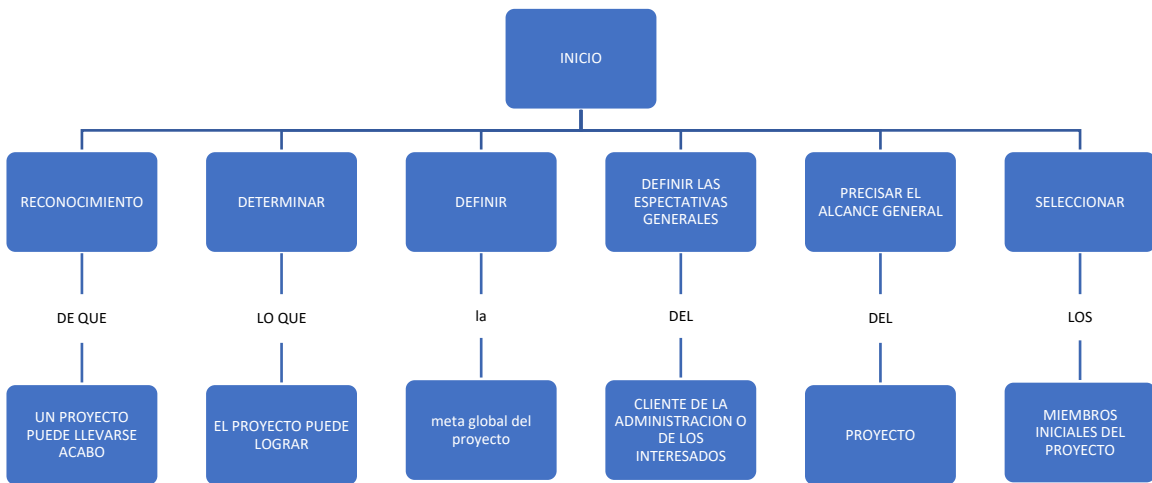 INICIO
RECONOCIMIENTO
DETERMINAR
DEFINIR
DEFINIR LAS
ESPECTATIVAS
GENERALES
PRECISAR EL
ALCANCE GENERAL
SELECCIONAR
DE QUE
LO QUE
la
DEL
DEL
LOS
UN PROYECTO
PUEDE LLEVARSE
ACABO
EL PROYECTO PUEDE
LOGRAR
meta global del
proyecto
CLIENTE DE LA
ADMINISTRACION O
DE LOS
INTERESADOS
PROYECTO
MIEMBROS
INICIALES DEL
PROYECTO